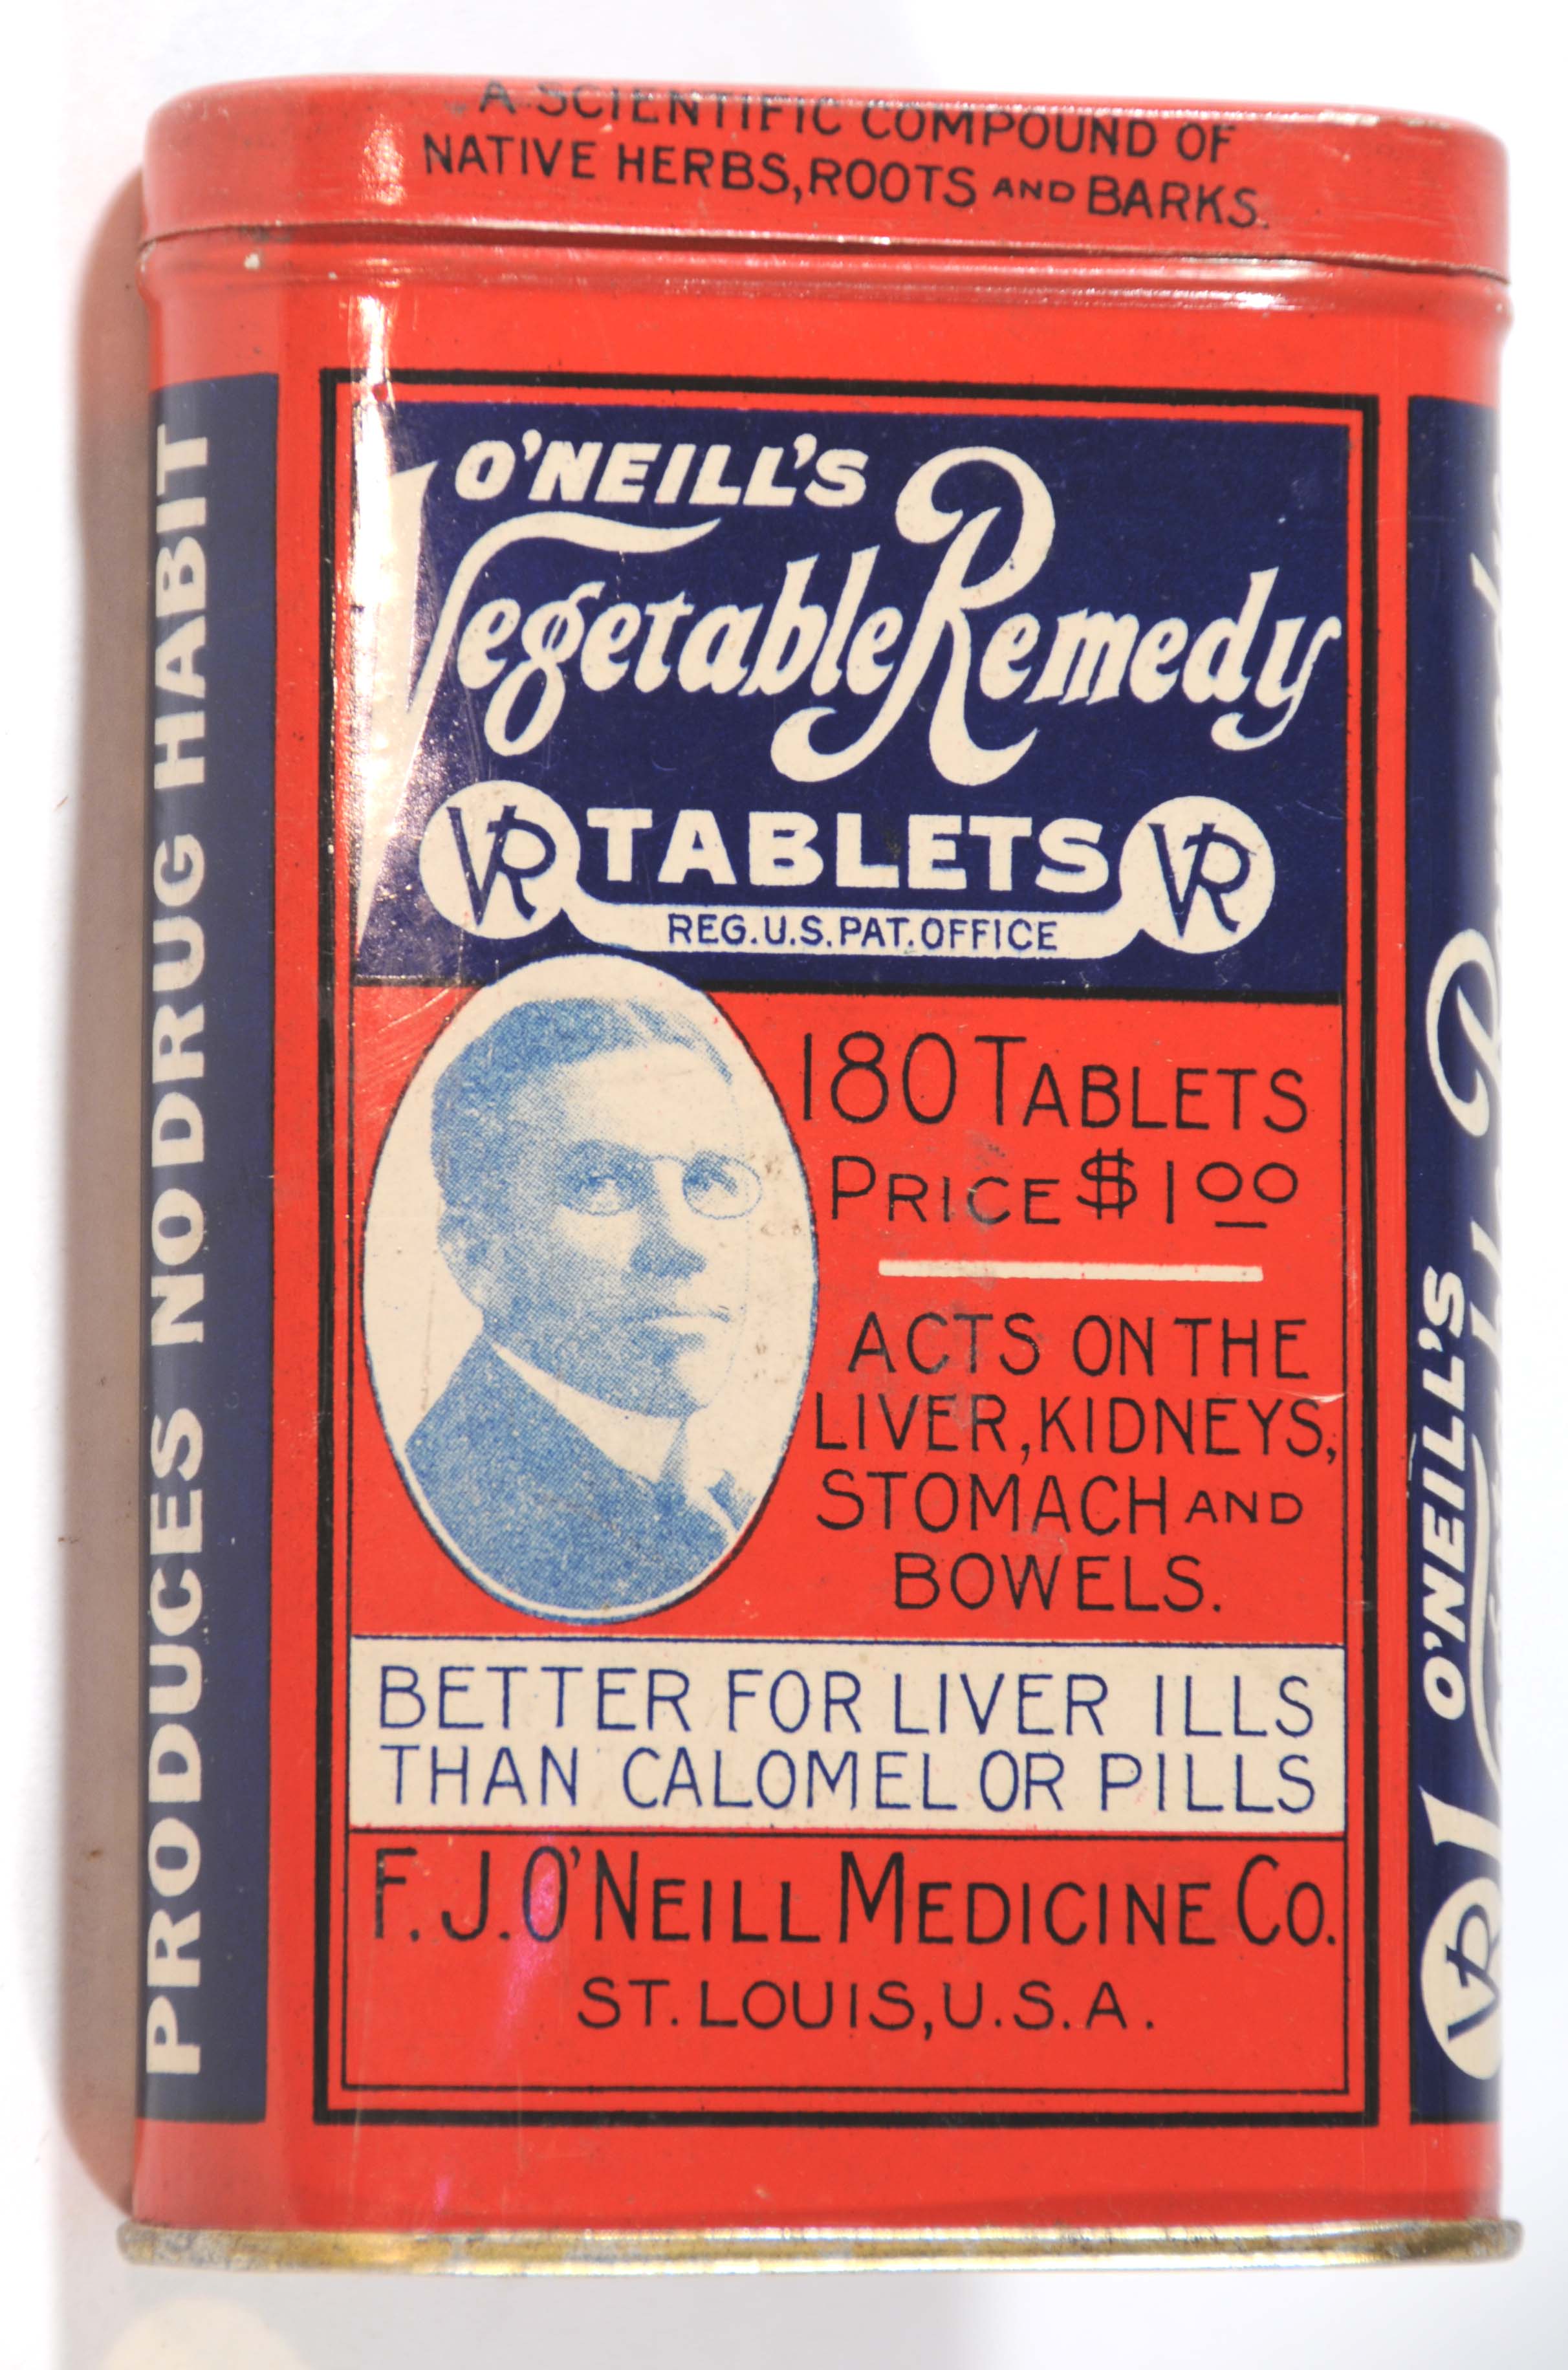 A SCIENTIFIC COMPOUND OF
NATIVE HERBS, ROOTS AND BARKS.
PRODUCES NO DRUG HABIT
O'NEILL'S
Vegetable Remedy
VR TABLETS VR
REG. U.S. PAT. OFFICE
180 TABLETS
PRICE $1.00
ACTS ON THE
LIVER, KIDNEYS,
STOMACH AND
BOWELS.
BETTER FOR LIVER ILLS
THAN CALOMEL OR PILLS
F. J. O'NEILL MEDICINE CO.
ST. LOUIS, U.S.A.
O'NEILL'S
VR